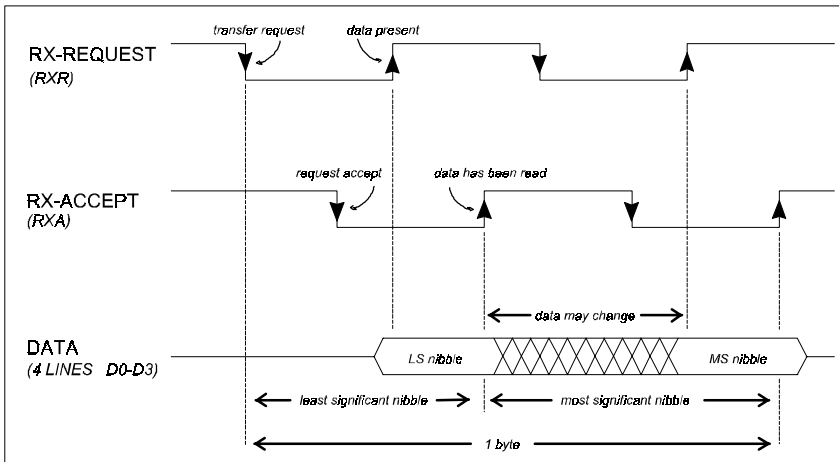 transfer request
data present
RX-REQUEST
(RXR)
request accept
data has been read
RX-ACCEPT
(RXA)
data may change
DATA
(4 LINES D0-D3)
LS nibble
MS nibble
least significant nibble
most significant nibble
1 byte